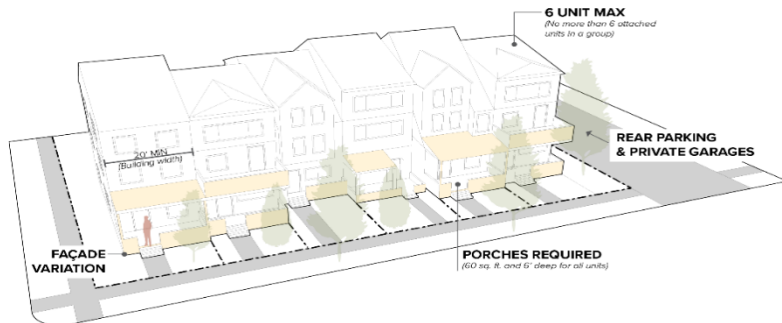 6 UNIT MAX
(No more than 6 attached
units in a group)
20' MIN
(Building width)
REAR PARKING
& PRIVATE GARAGES
FAÇADE
VARIATION
PORCHES REQUIRED
(60 sq. ft. and 6' deep for all units)